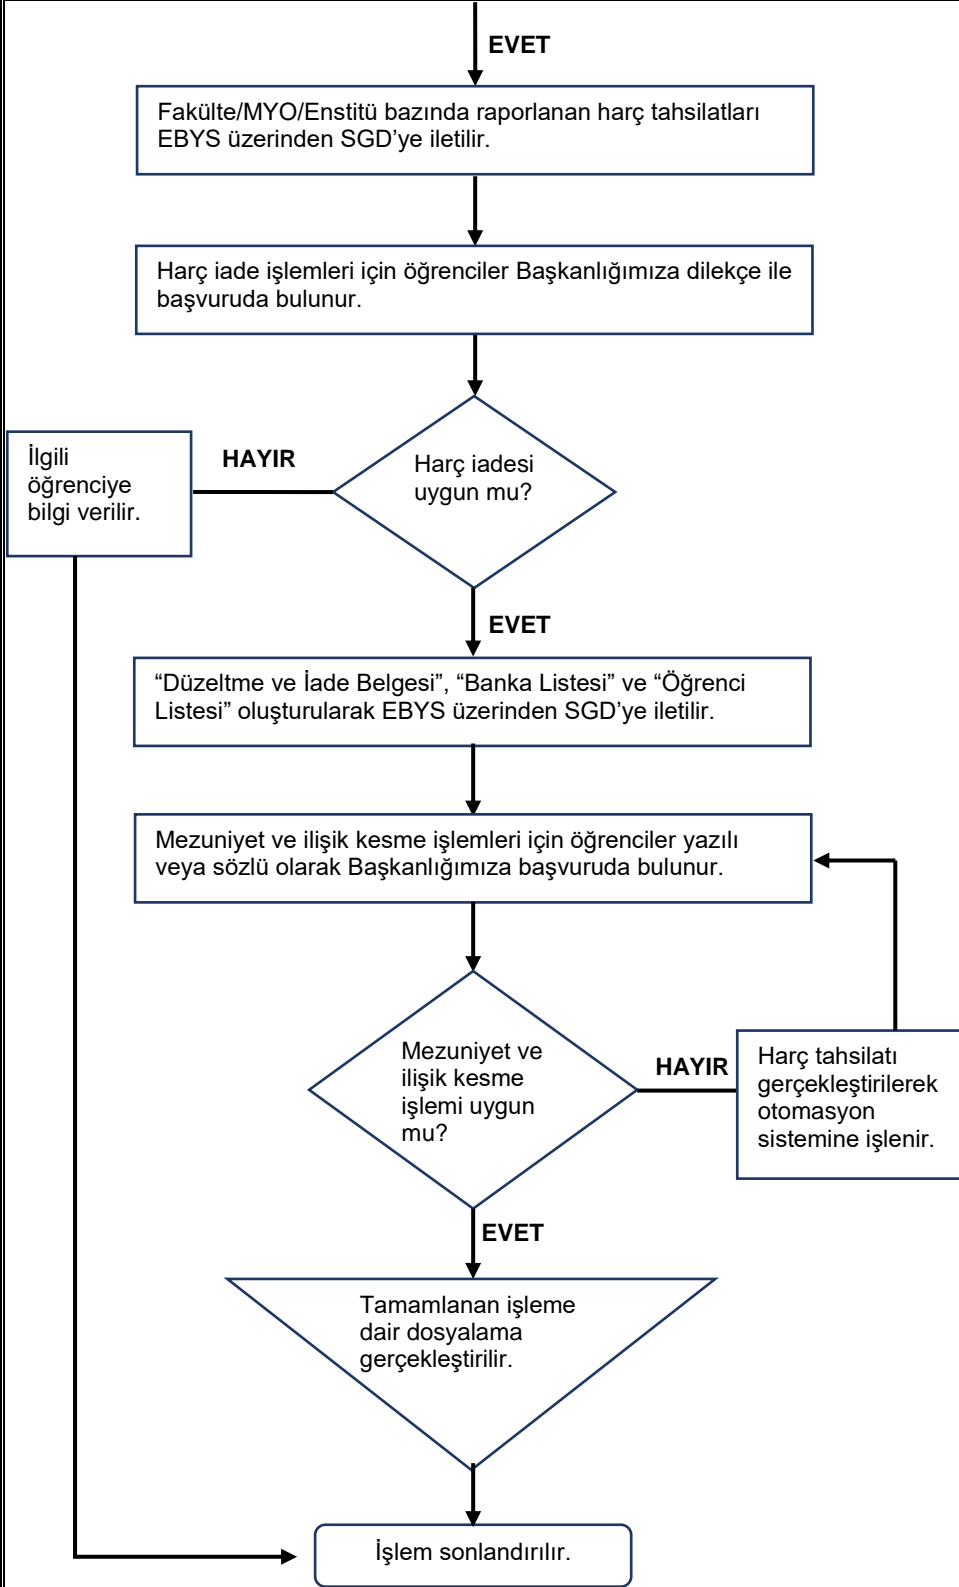 EVET
Fakülte/MYO/Enstitü bazında raporlanan harç tahsilatları
EBYS üzerinden SGD’ye iletilir.
Harç iade işlemleri için öğrenciler Başkanlığımıza dilekçe ile
başvuruda bulunur.
İlgili
öğrenciye
bilgi verilir.
HAYIR
Harç iadesi
uygun mu?
EVET
“Düzeltme ve İade Belgesi”, “Banka Listesi” ve “Öğrenci
Listesi” oluşturularak EBYS üzerinden SGD’ye iletilir.
Mezuniyet ve ilişik kesme işlemleri için öğrenciler yazılı
veya sözlü olarak Başkanlığımıza başvuruda bulunur.
Mezuniyet ve
ilişik kesme
işlemi uygun
mu?
HAYIR
Harç tahsilatı
gerçekleştirilerek
otomasyon
sistemine işlenir.
EVET
Tamamlanan işleme
dair dosyalama
gerçekleştirilir.
İşlem sonlandırılır.